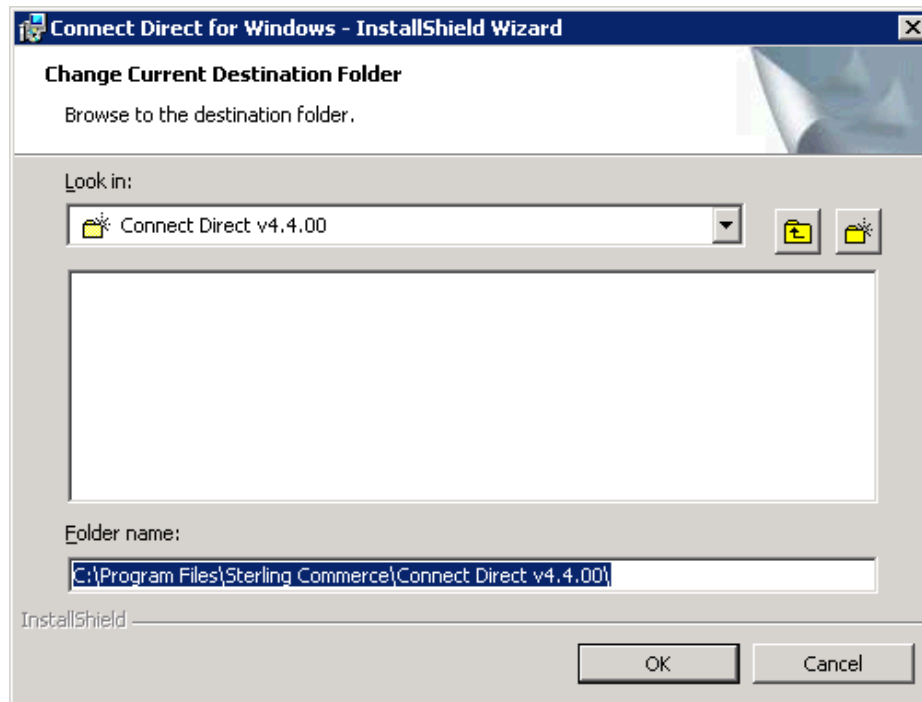 Connect Direct for Windows - InstallShield Wizard
Change Current Destination Folder
Browse to the destination folder.
Look in:
Connect Direct v4.4.00
Folder name:
C:\Program Files\Sterling Commerce\Connect Direct v4.4.00\
InstallShield
OK Cancel